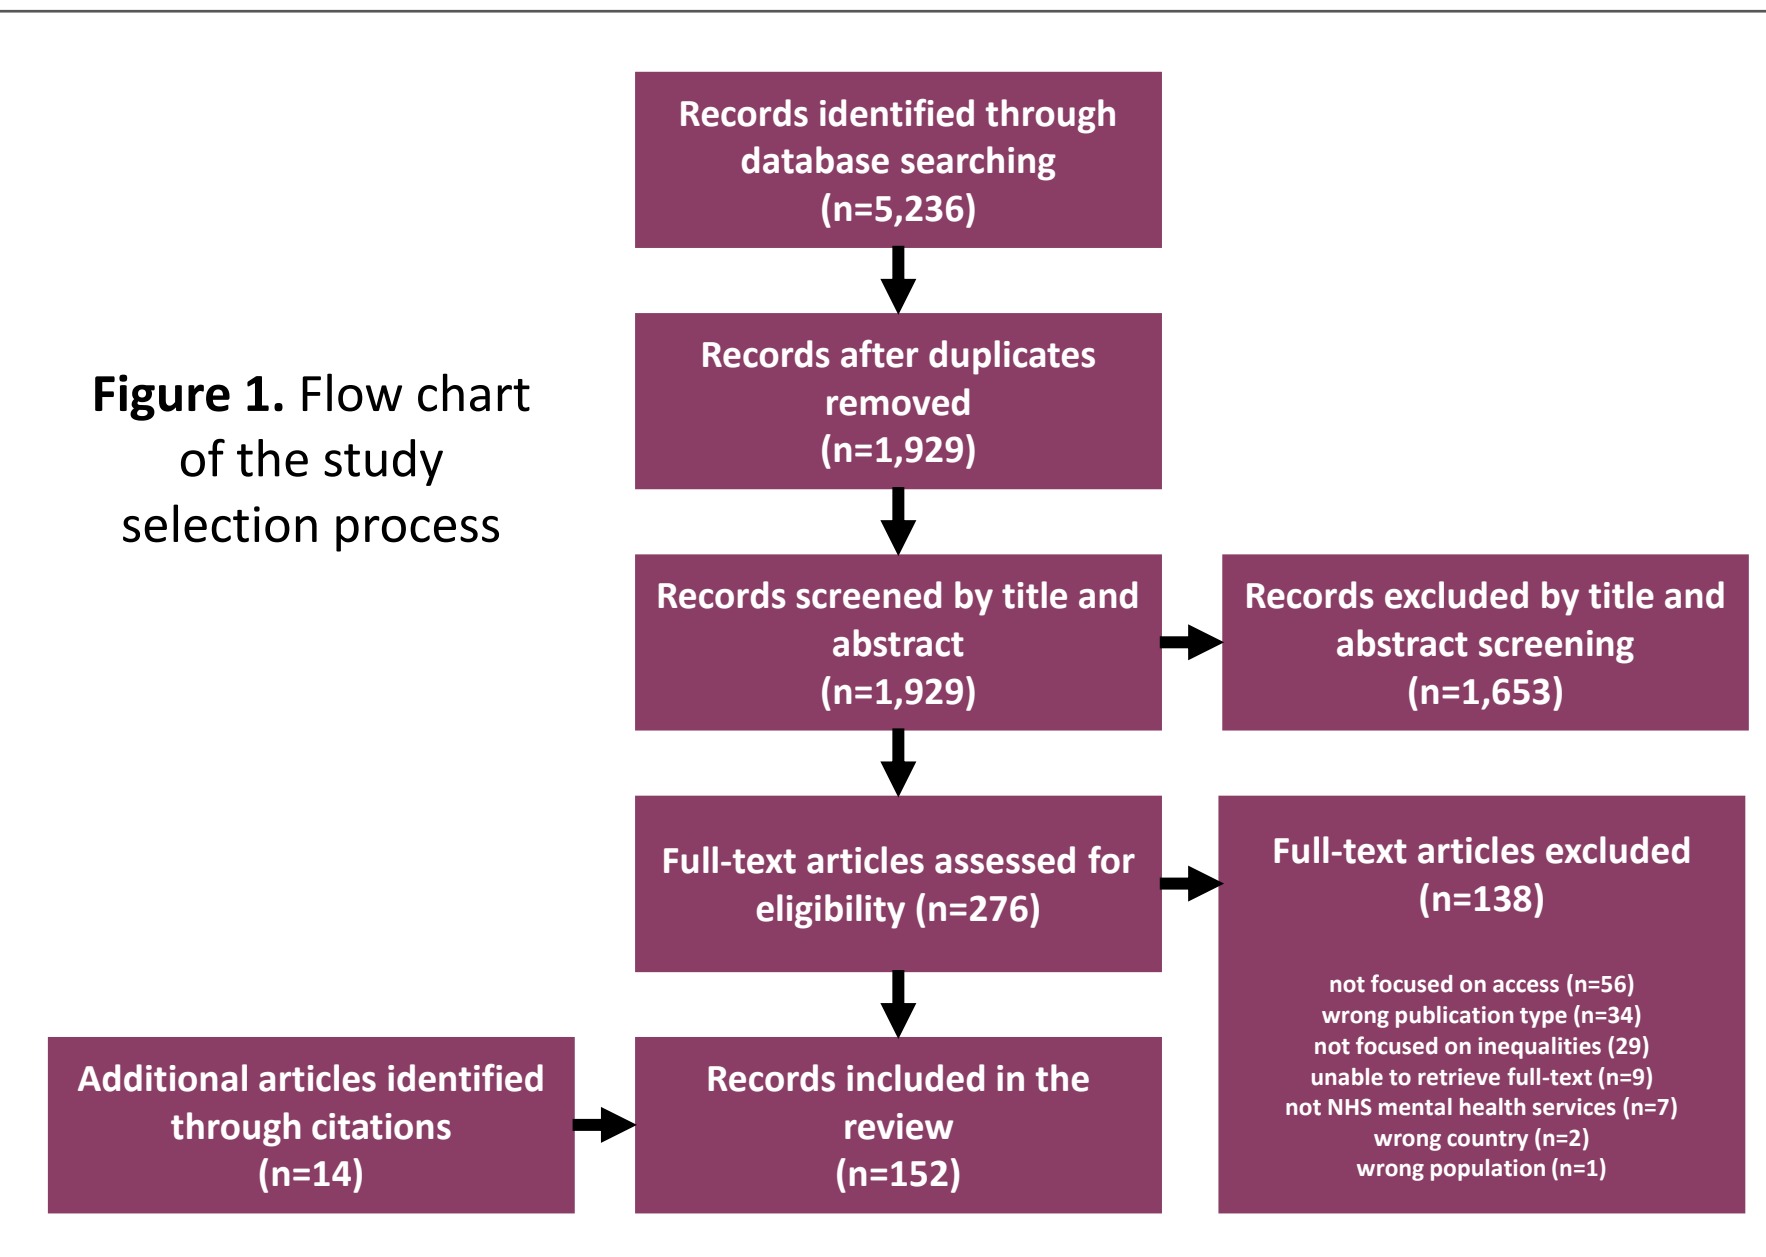 Records identified through
database searching
(n=5,236)
Records after duplicates
removed
(n=1,929)
Figure 1. Flow chart
of the study
selection process
Records screened by title and
abstract
(n=1,929)
Records excluded by title and
abstract screening
(n=1,653)
Full-text articles assessed for
eligibility (n=276)
Full-text articles excluded
(n=138)
not focused on access (n=56)
wrong publication type (n=34)
not focused on inequalities (29)
unable to retrieve full-text (n=9)
not NHS mental health services (n=7)
wrong country (n=2)
wrong population (n=1)
Additional articles identified
through citations
(n=14)
Records included in the
review
(n=152)